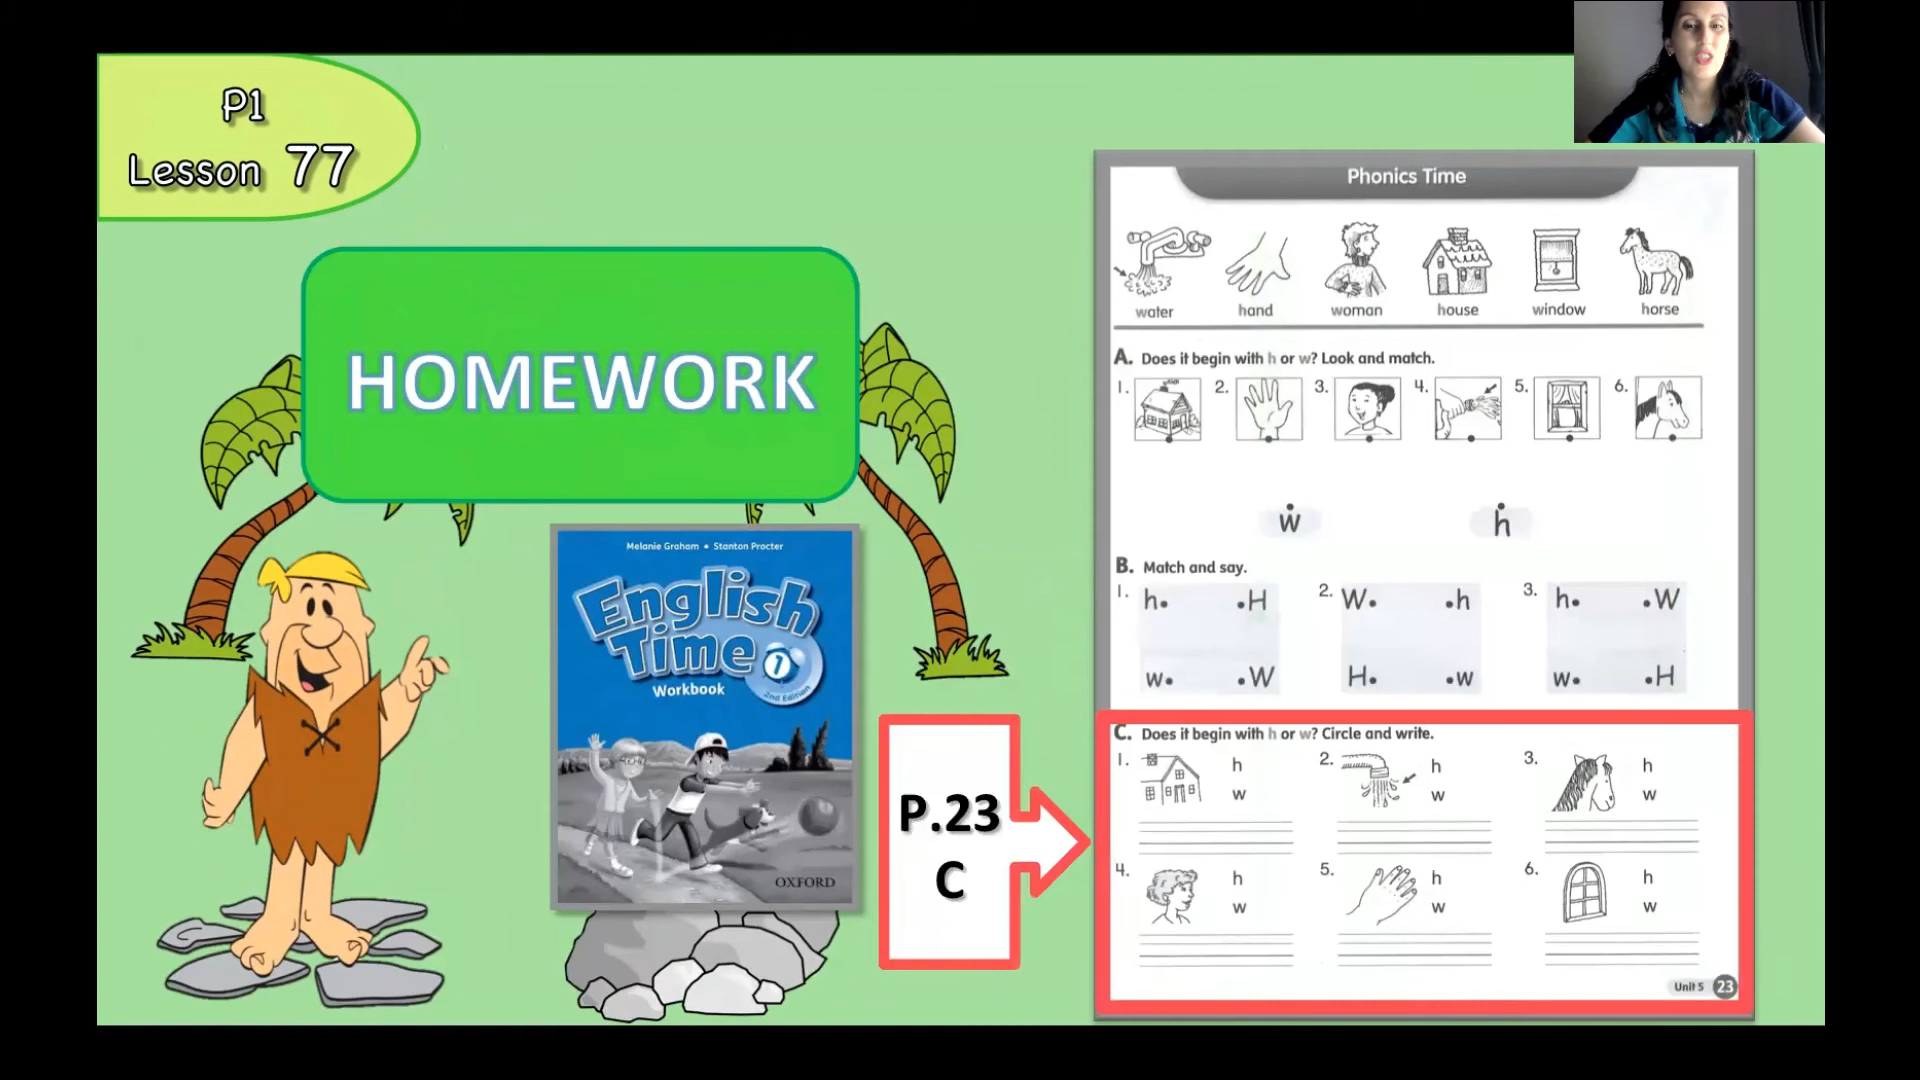 P1
Lesson 77
HOMEWORK
Melanie Graham • Stanton Procter
English
Time 1
2nd Edition
Workbook
OXFORD
P.23
C
Phonics Time
water hand woman house window horse
A. Does it begin with h or w? Look and match.
1. 2. 3. 4. 5. 6.
w h
B. Match and say.
1. h• •H 2. W• •h 3. h• •W
w• •W H• •w w• •H
C. Does it begin with h or w? Circle and write.
1. h 2. h 3. h
w w w
4. h 5. h 6. h
w w w
Unit 5 23